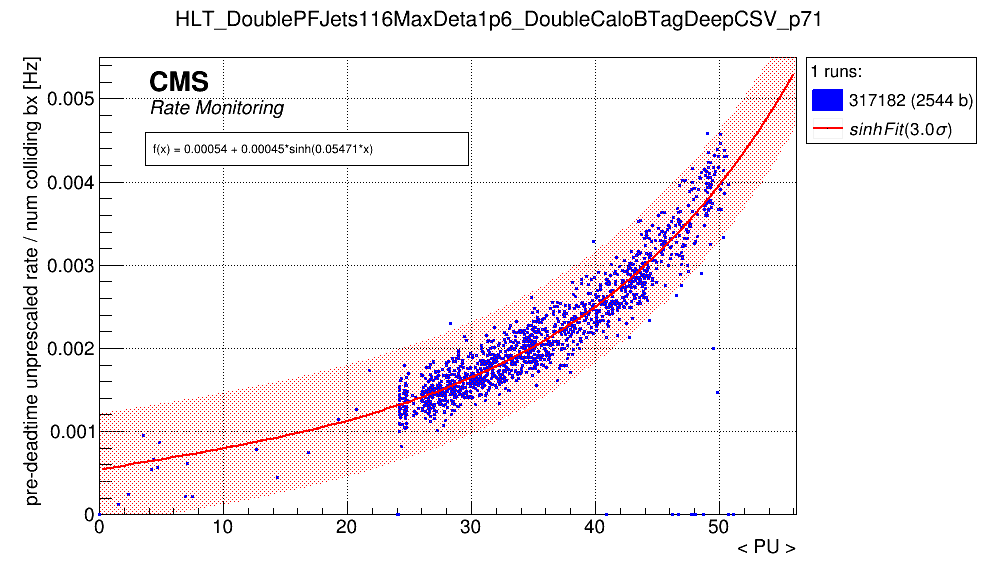 HLT_DoublePFJets116MaxDeta1p6_DoubleCaloBTagDeepCSV_p71
pre-deadtime unprescaled rate / num colliding bx [Hz]
CMS
Rate Monitoring
f(x) = 0.00054 + 0.00045*sinh(0.05471*x)
1 runs:
317182 (2544 b)
sinhFit(3.0σ)
0.005
0.004
0.003
0.002
0.001
0
0 10 20 30 40 50
< PU >